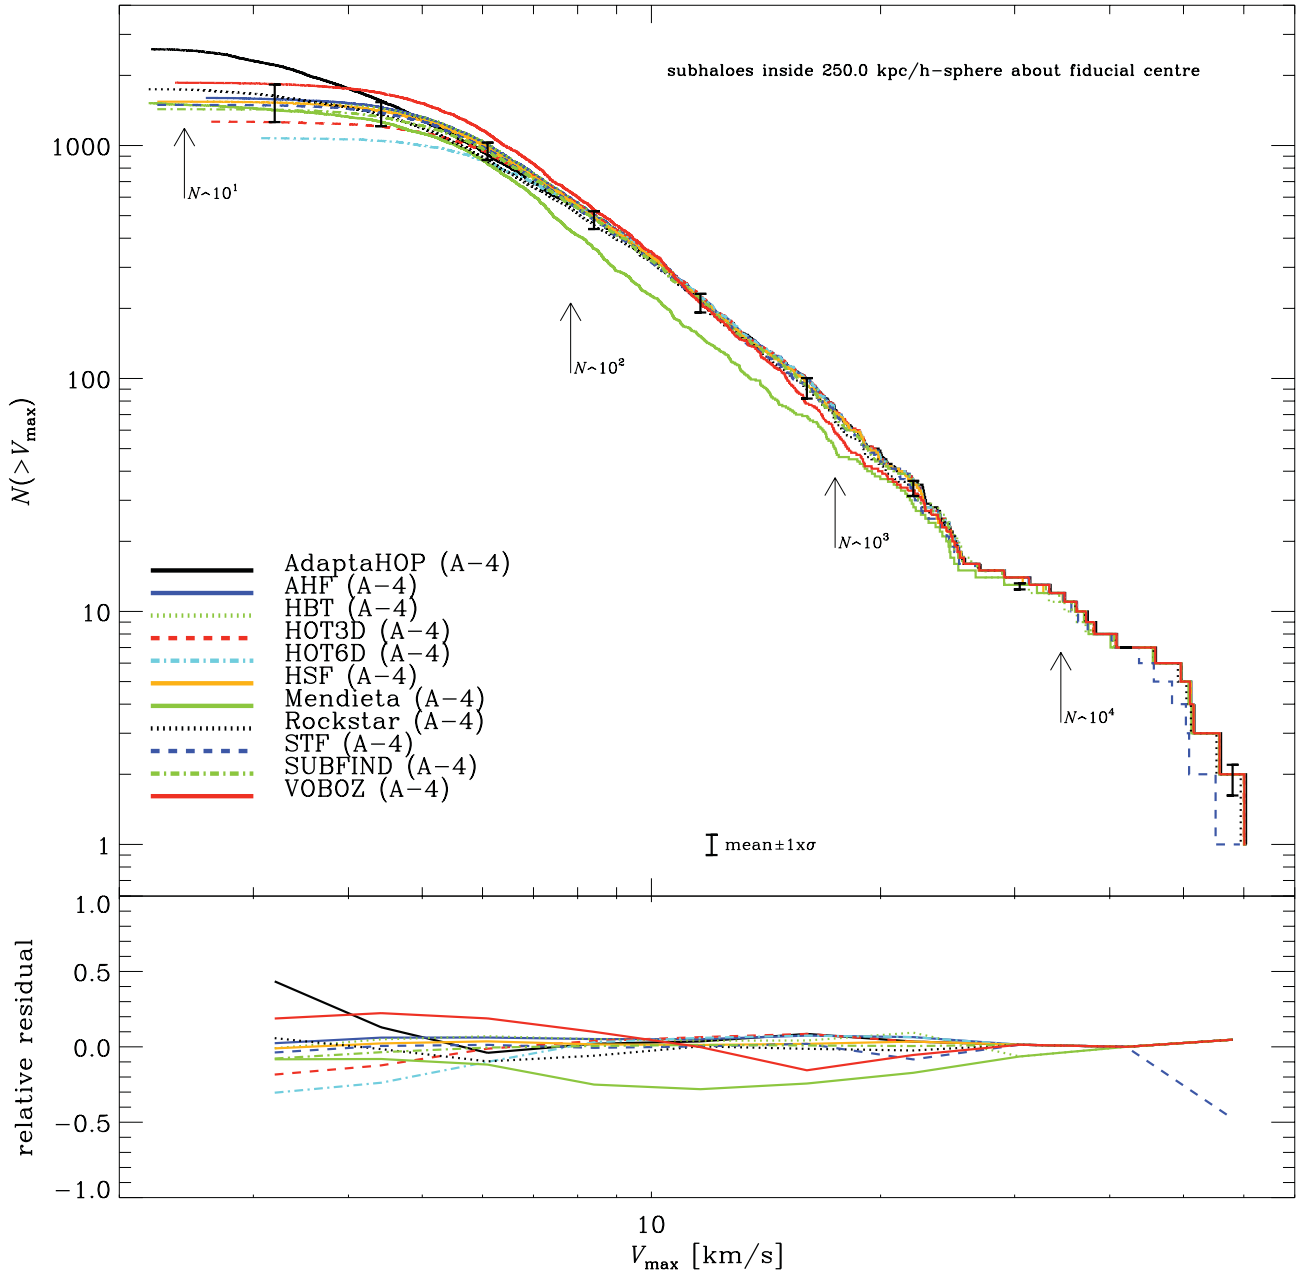 subhaloes inside 250.0 kpc/h−sphere about fiducial centre
1000
100
10
1
N(>Vmax)
N~10¹
N~10²
N~10³
N~10⁴
AdaptaHOP (A−4)
AHF (A−4)
HBT (A−4)
HOT3D (A−4)
HOT6D (A−4)
HSF (A−4)
Mendieta (A−4)
Rockstar (A−4)
STF (A−4)
SUBFIND (A−4)
VOBOZ (A−4)
mean±1xσ
1.0
0.5
0.0
−0.5
−1.0
relative residual
10
Vmax [km/s]